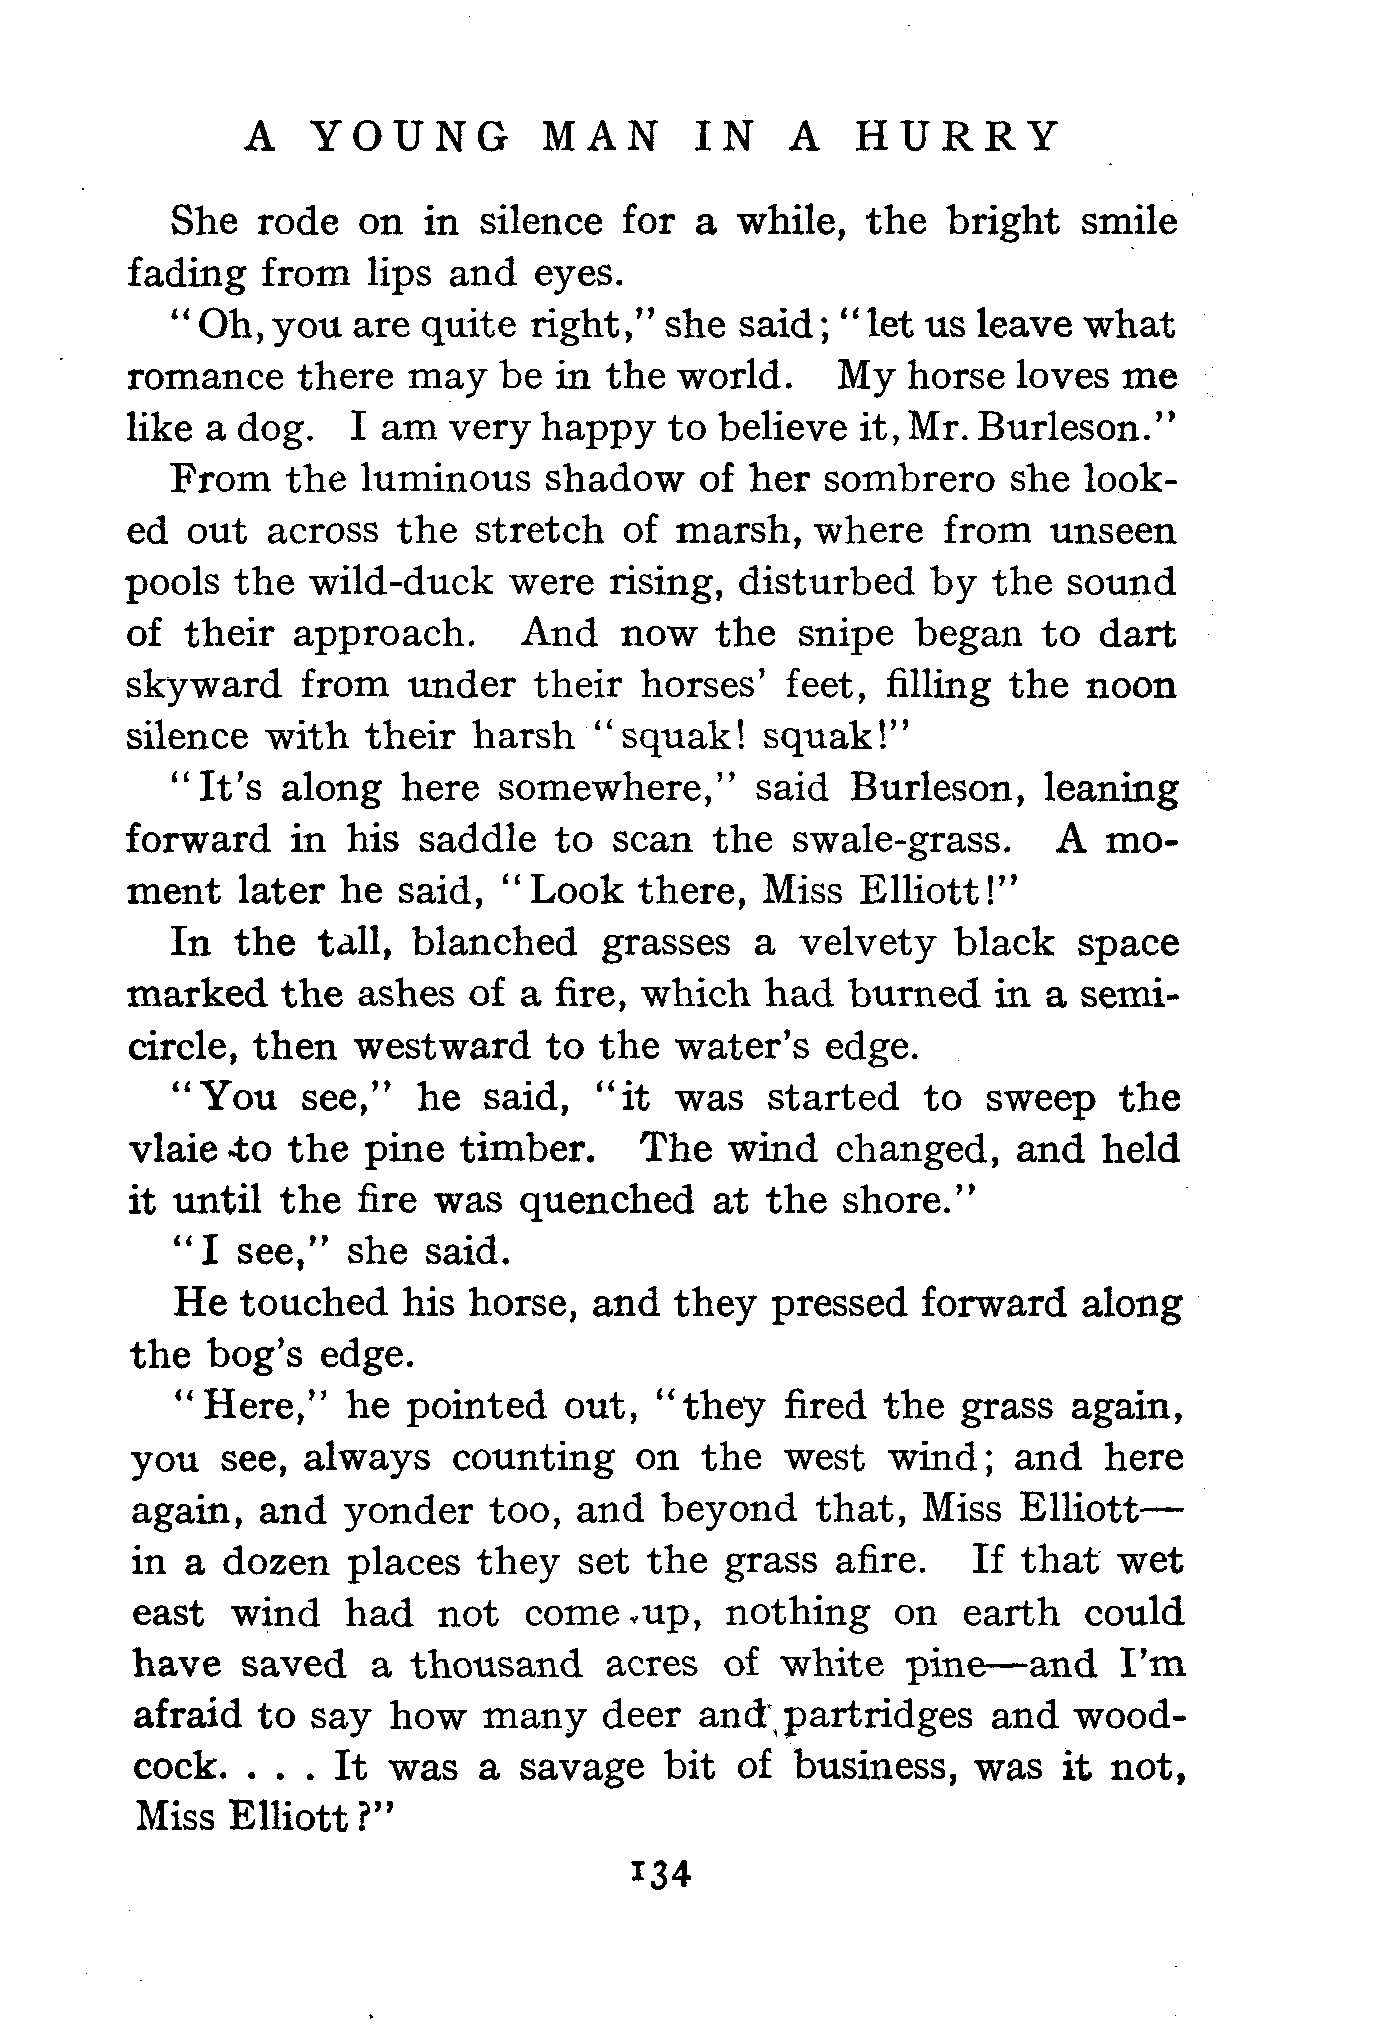 A YOUNG MAN IN A HURRY
She rode on in silence for a while, the bright smile
fading from lips and eyes.
"Oh, you are quite right," she said; "let us leave what
romance there may be in the world. My horse loves me
like a dog. I am very happy to believe it, Mr. Burleson."
From the luminous shadow of her sombrero she look-
ed out across the stretch of marsh, where from unseen
pools the wild-duck were rising, disturbed by the sound
of their approach. And now the snipe began to dart
skyward from under their horses' feet, filling the noon
silence with their harsh "squak! squak!"
"It's along here somewhere," said Burleson, leaning
forward in his saddle to scan the swale-grass. A mo-
ment later he said, "Look there, Miss Elliott!"
In the tall, blanched grasses a velvety black space
marked the ashes of a fire, which had burned in a semi-
circle, then westward to the water's edge.
"You see," he said, "it was started to sweep the
vlaie to the pine timber. The wind changed, and held
it until the fire was quenched at the shore."
"I see," she said.
He touched his horse, and they pressed forward along
the bog's edge.
"Here," he pointed out, "they fired the grass again,
you see, always counting on the west wind; and here
again, and yonder too, and beyond that, Miss Elliott—
in a dozen places they set the grass afire. If that wet
east wind had not come up, nothing on earth could
have saved a thousand acres of white pine—and I'm
afraid to say how many deer and partridges and wood-
cock. . . . It was a savage bit of business, was it not,
Miss Elliott?"
134